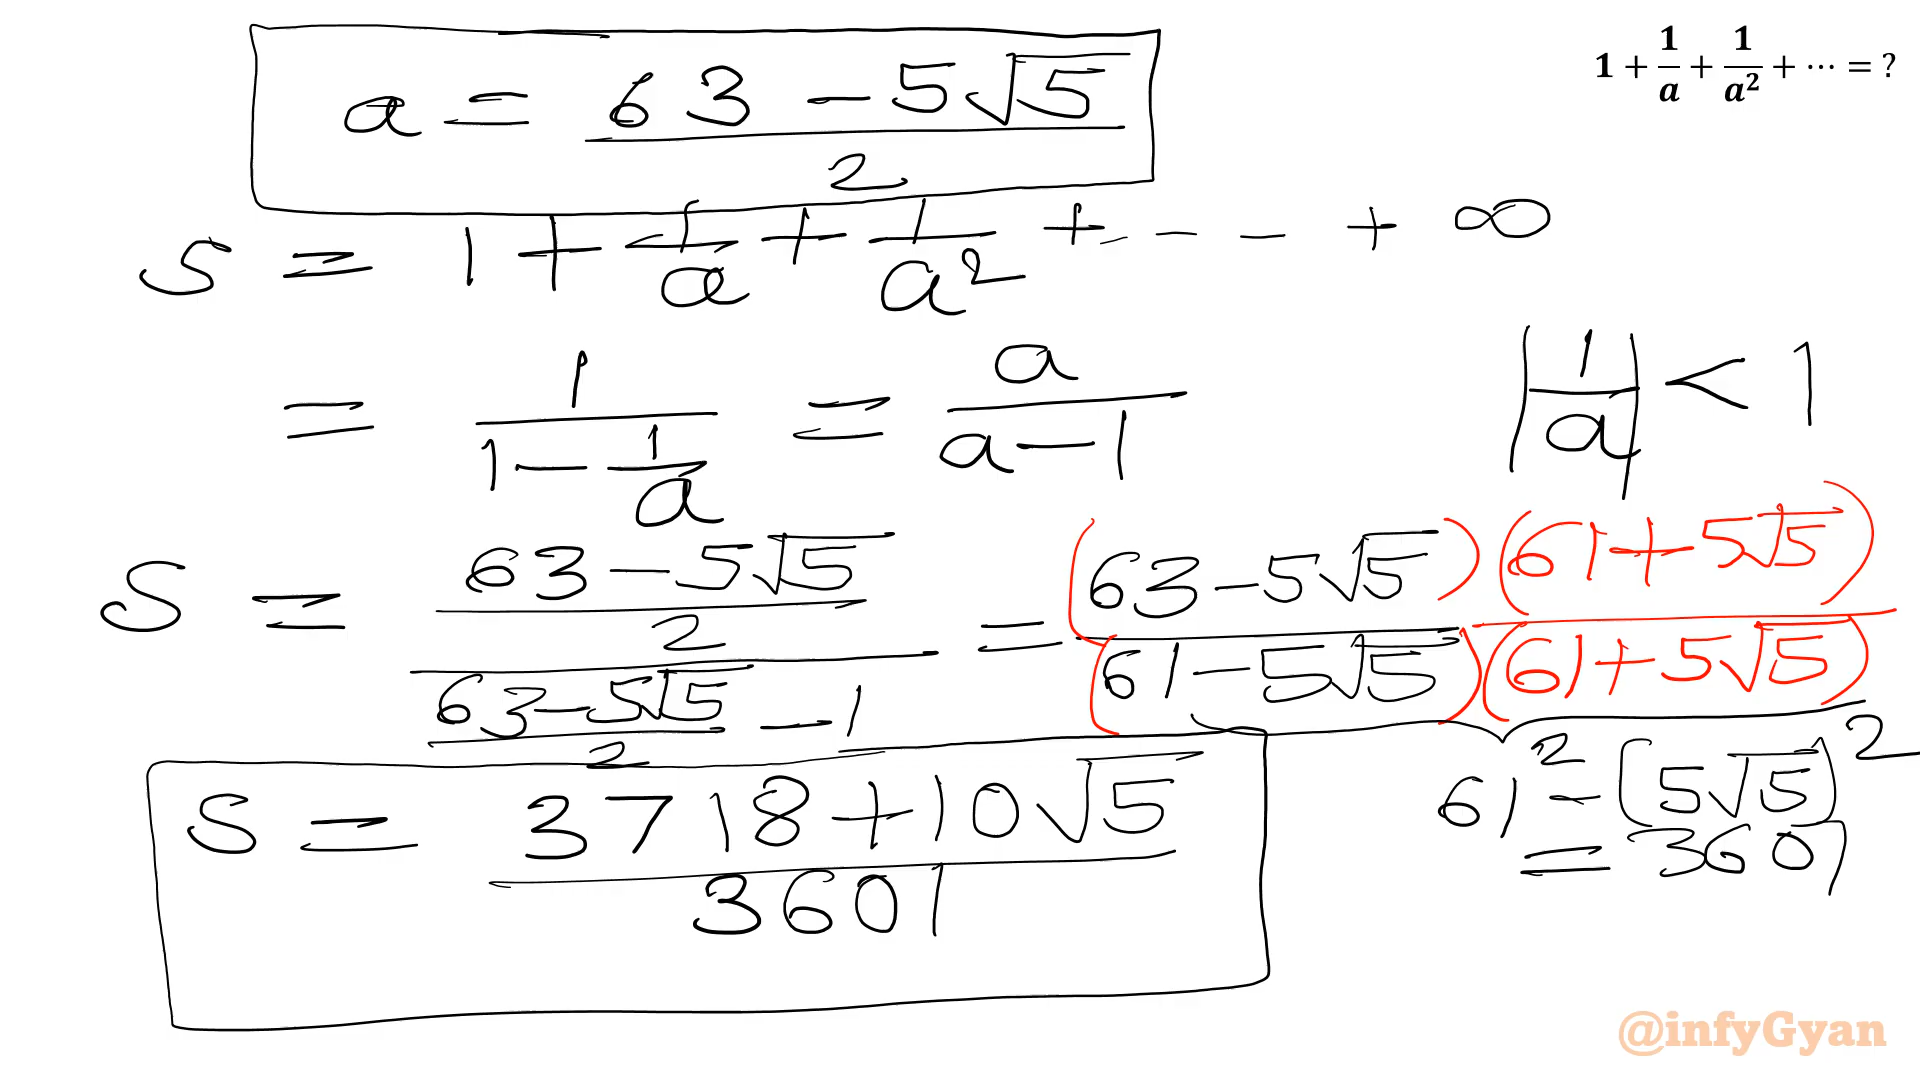 a = (63 − 5√5)/2
1 + 1/a + 1/a² + ⋯ = ?
S = 1 + 1/a + 1/a² + - - - + ∞
= 1/(1 − 1/a) = a/(a − 1)
|1/a| < 1
S = ((63 − 5√5)/2)/((63 − 5√5)/2 − 1) = (63 − 5√5)(61 + 5√5)/(61 − 5√5)(61 + 5√5)
61² − (5√5)²
= 3601
S = (3718 + 10√5)/3601
@infyGyan